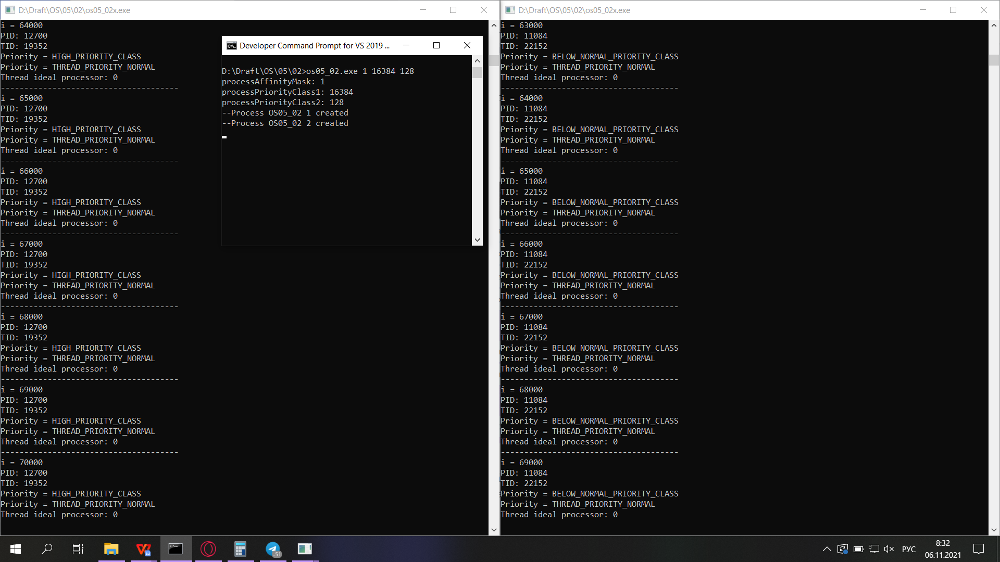 D:\Draft\OS\05\02\os05_02x.exe
i = 64000
PID: 12700
TID: 19352
Priority = HIGH_PRIORITY_CLASS
Priority = THREAD_PRIORITY_NORMAL
Thread ideal processor: 0
--------------------------------------
i = 65000
PID: 12700
TID: 19352
Priority = HIGH_PRIORITY_CLASS
Priority = THREAD_PRIORITY_NORMAL
Thread ideal processor: 0
--------------------------------------
i = 66000
PID: 12700
TID: 19352
Priority = HIGH_PRIORITY_CLASS
Priority = THREAD_PRIORITY_NORMAL
Thread ideal processor: 0
--------------------------------------
i = 67000
PID: 12700
TID: 19352
Priority = HIGH_PRIORITY_CLASS
Priority = THREAD_PRIORITY_NORMAL
Thread ideal processor: 0
--------------------------------------
i = 68000
PID: 12700
TID: 19352
Priority = HIGH_PRIORITY_CLASS
Priority = THREAD_PRIORITY_NORMAL
Thread ideal processor: 0
--------------------------------------
i = 69000
PID: 12700
TID: 19352
Priority = HIGH_PRIORITY_CLASS
Priority = THREAD_PRIORITY_NORMAL
Thread ideal processor: 0
--------------------------------------
i = 70000
PID: 12700
TID: 19352
Priority = HIGH_PRIORITY_CLASS
Priority = THREAD_PRIORITY_NORMAL
Thread ideal processor: 0
Developer Command Prompt for VS 2019 ...
D:\Draft\OS\05\02>os05_02.exe 1 16384 128
processAffinityMask: 1
processPriorityClass1: 16384
processPriorityClass2: 128
--Process OS05_02 1 created
--Process OS05_02 2 created
D:\Draft\OS\05\02\os05_02x.exe
i = 63000
PID: 11084
TID: 22152
Priority = BELOW_NORMAL_PRIORITY_CLASS
Priority = THREAD_PRIORITY_NORMAL
Thread ideal processor: 0
--------------------------------------
i = 64000
PID: 11084
TID: 22152
Priority = BELOW_NORMAL_PRIORITY_CLASS
Priority = THREAD_PRIORITY_NORMAL
Thread ideal processor: 0
--------------------------------------
i = 65000
PID: 11084
TID: 22152
Priority = BELOW_NORMAL_PRIORITY_CLASS
Priority = THREAD_PRIORITY_NORMAL
Thread ideal processor: 0
--------------------------------------
i = 66000
PID: 11084
TID: 22152
Priority = BELOW_NORMAL_PRIORITY_CLASS
Priority = THREAD_PRIORITY_NORMAL
Thread ideal processor: 0
--------------------------------------
i = 67000
PID: 11084
TID: 22152
Priority = BELOW_NORMAL_PRIORITY_CLASS
Priority = THREAD_PRIORITY_NORMAL
Thread ideal processor: 0
--------------------------------------
i = 68000
PID: 11084
TID: 22152
Priority = BELOW_NORMAL_PRIORITY_CLASS
Priority = THREAD_PRIORITY_NORMAL
Thread ideal processor: 0
--------------------------------------
i = 69000
PID: 11084
TID: 22152
Priority = BELOW_NORMAL_PRIORITY_CLASS
Priority = THREAD_PRIORITY_NORMAL
Thread ideal processor: 0
51
РУС
8:32
06.11.2021